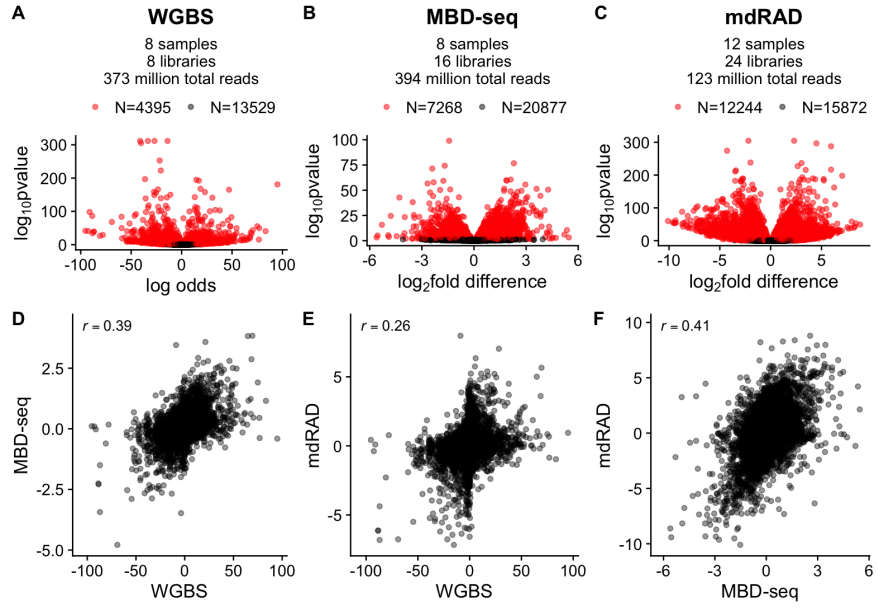 A WGBS
8 samples
8 libraries
373 million total reads
N=4395 N=13529
log10pvalue
300
200
100
0
-100 -50 0 50 100
log odds
B MBD-seq
8 samples
16 libraries
394 million total reads
N=7268 N=20877
log10pvalue
100
75
50
25
0
-6 -3 0 3 6
log2fold difference
C mdRAD
12 samples
24 libraries
123 million total reads
N=12244 N=15872
log10pvalue
300
200
100
0
-10 -5 0 5
log2fold difference
D
r = 0.39
MBD-seq
2.5
0.0
-2.5
-5.0
-100 -50 0 50 100
WGBS
E
r = 0.26
mdRAD
5
0
-5
-100 -50 0 50 100
WGBS
F
r = 0.41
mdRAD
10
5
0
-5
-10
-6 -3 0 3 6
MBD-seq